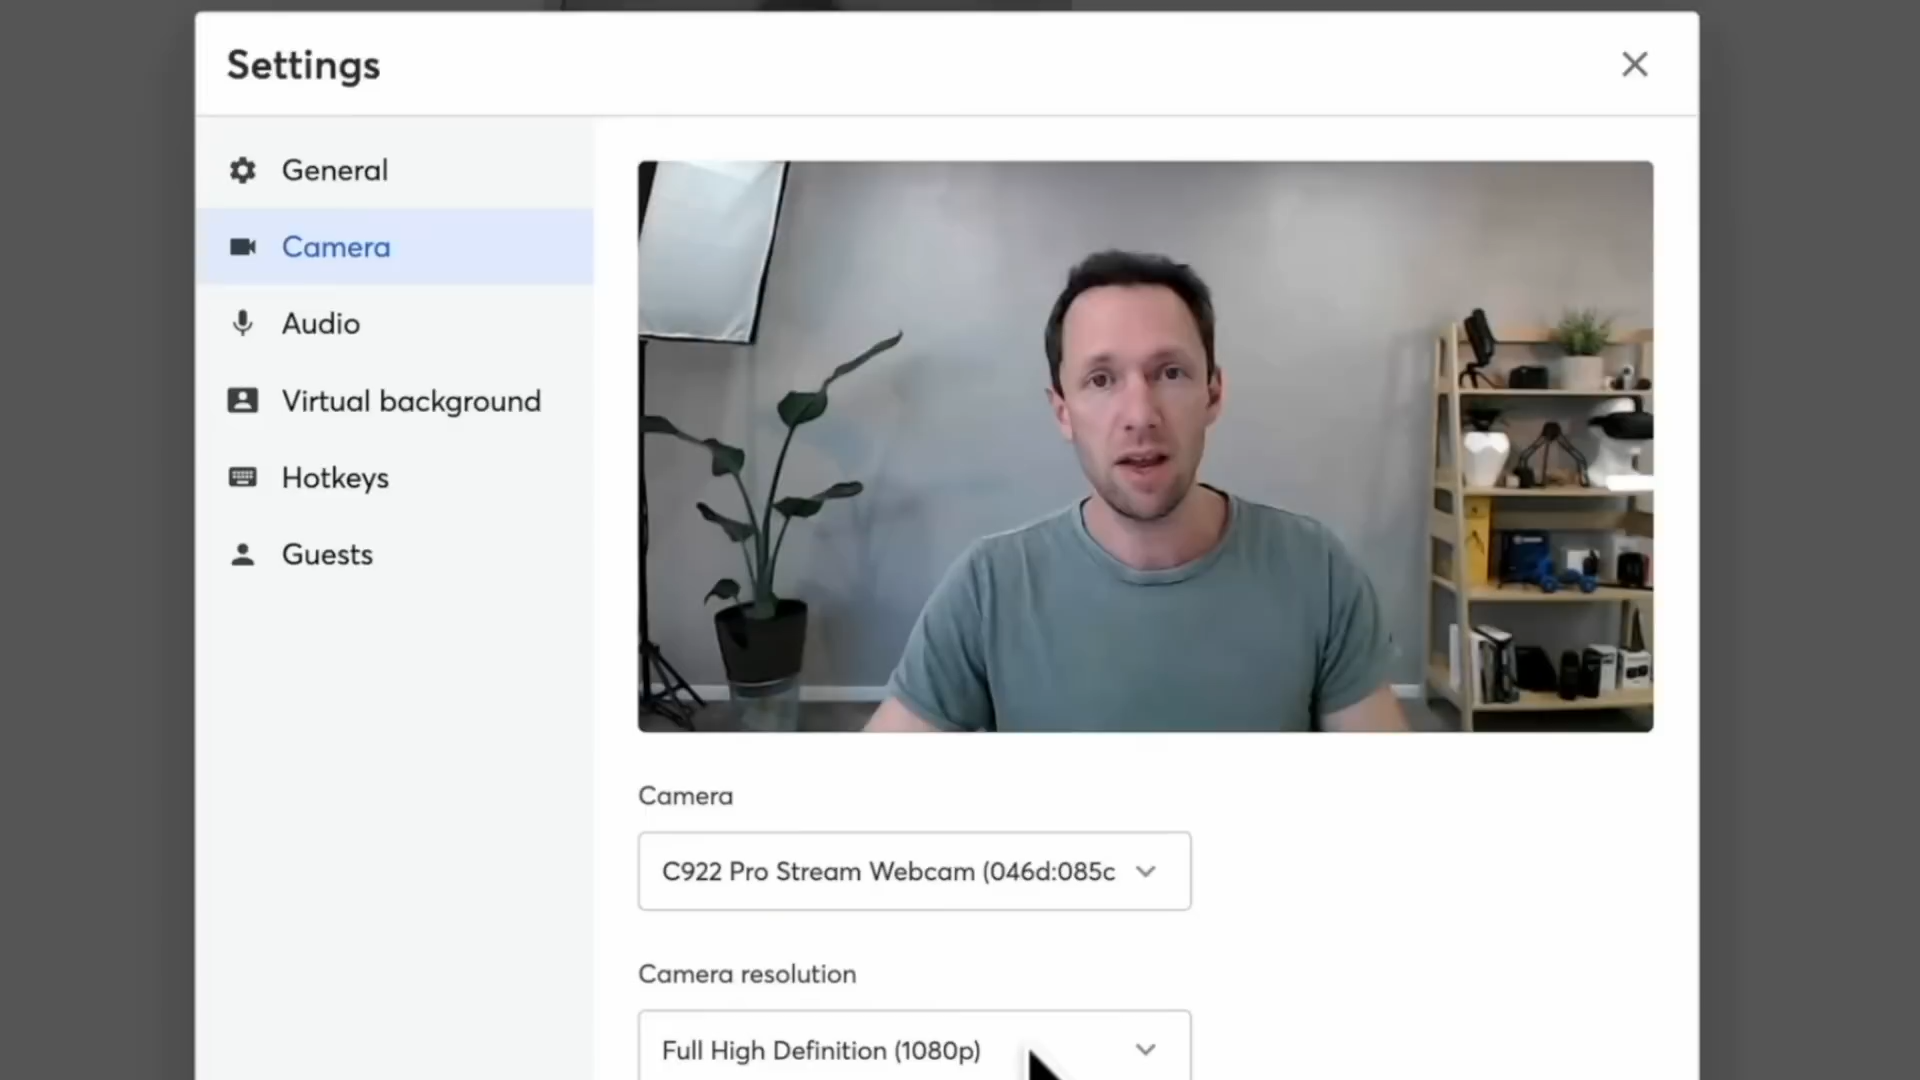 Settings
General
Camera
Audio
Virtual background
Hotkeys
Guests
Camera
C922 Pro Stream Webcam (046d:085c
Camera resolution
Full High Definition (1080p)